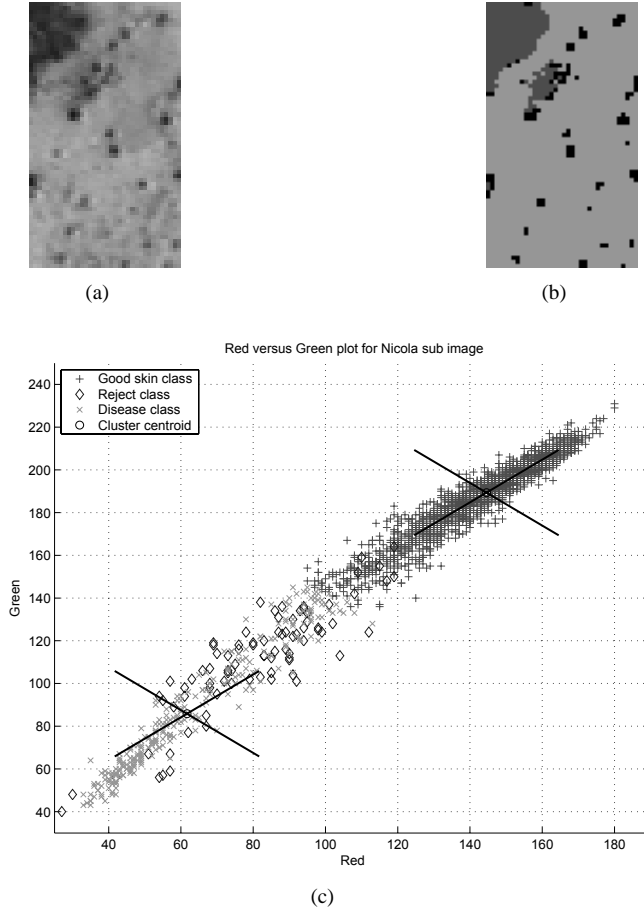 (a)
(b)
Red versus Green plot for Nicola sub image
Good skin class
Reject class
Disease class
Cluster centroid
240
220
200
180
160
140
120
100
80
60
40
Green
40 60 80 100 120 140 160 180
Red
(c)